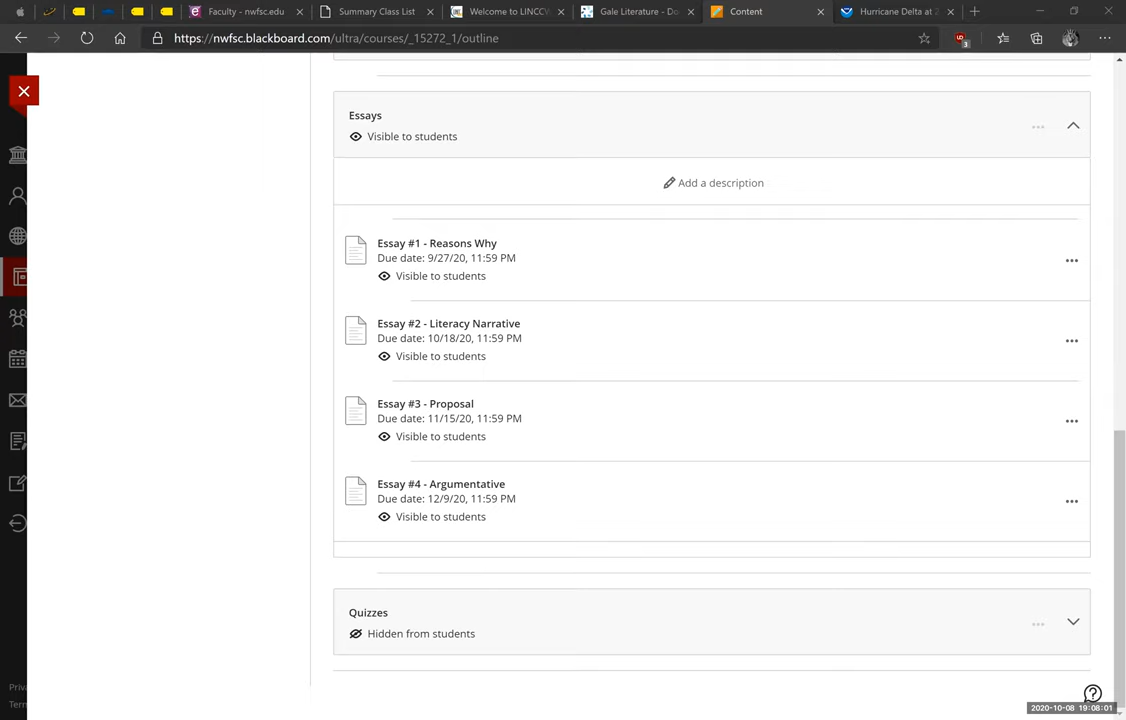 Faculty - nwfsc.edu
Summary Class List
Welcome to LINCCW
Gale Literature - Do
Content
Hurricane Delta at
https://nwfsc.blackboard.com/ultra/courses/_15272_1/outline
3
Essays
Visible to students
Add a description
Essay #1 - Reasons Why
Due date: 9/27/20, 11:59 PM
Visible to students
Essay #2 - Literacy Narrative
Due date: 10/18/20, 11:59 PM
Visible to students
Essay #3 - Proposal
Due date: 11/15/20, 11:59 PM
Visible to students
Essay #4 - Argumentative
Due date: 12/9/20, 11:59 PM
Visible to students
Quizzes
Hidden from students
Priva
Term
2020-10-08 19:08:01